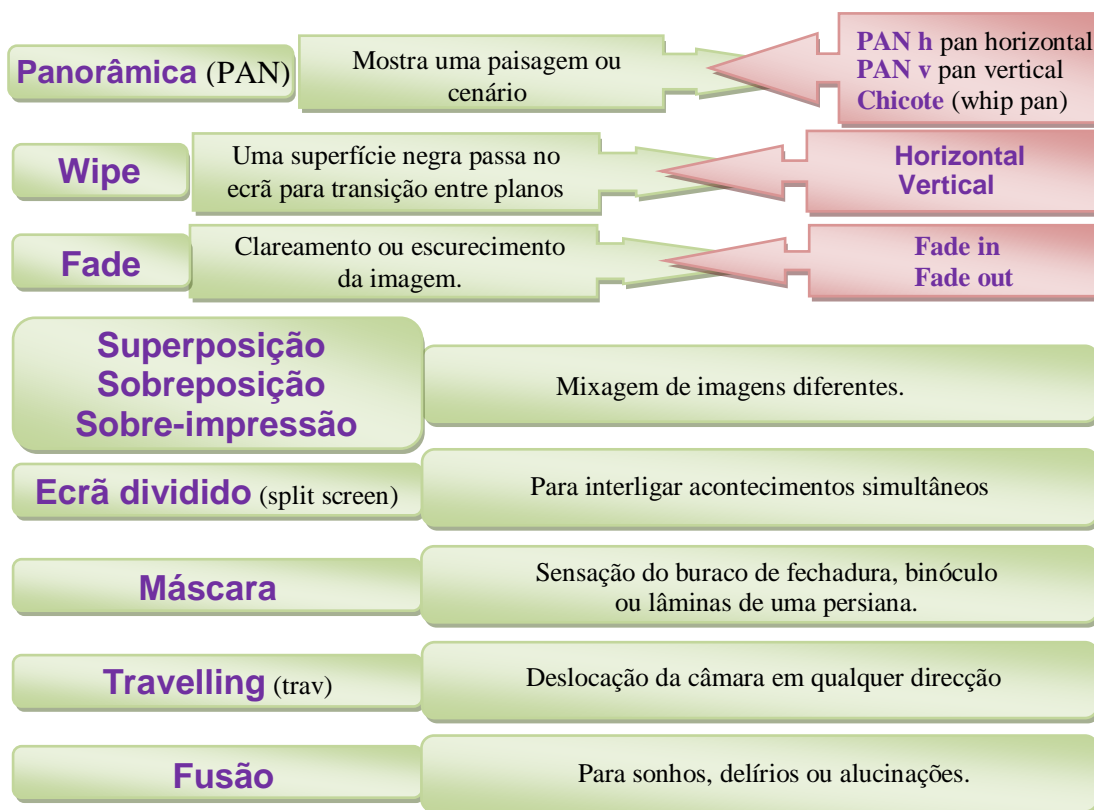 Panorâmica (PAN)
Mostra uma paisagem ou
cenário
PAN h pan horizontal
PAN v pan vertical
Chicote (whip pan)
Wipe
Uma superfície negra passa no
ecrã para transição entre planos
Horizontal
Vertical
Fade
Clareamento ou escurecimento
da imagem.
Fade in
Fade out
Superposição
Sobreposição
Sobre-impressão
Mixagem de imagens diferentes.
Ecrã dividido (split screen)
Para interligar acontecimentos simultâneos
Máscara
Sensação do buraco de fechadura, binóculo
ou lâminas de uma persiana.
Travelling (trav)
Deslocação da câmara em qualquer direcção
Fusão
Para sonhos, delírios ou alucinações.